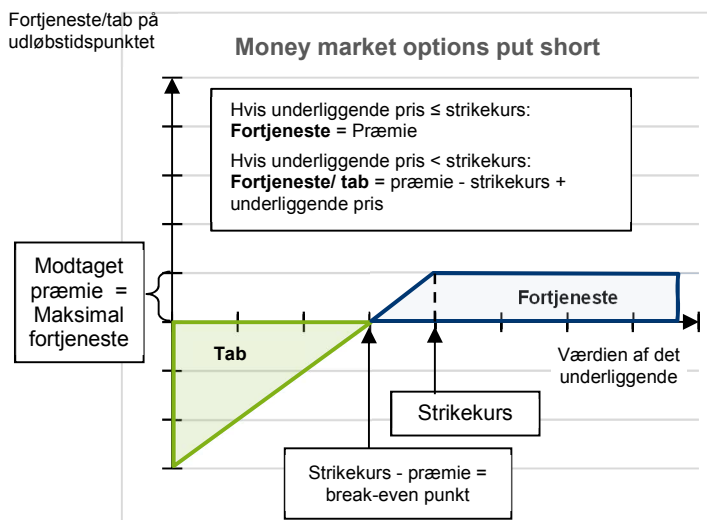 Fortjeneste/tab på
udløbstidspunktet
Money market options put short
Hvis underliggende pris ≤ strikekurs:
Fortjeneste = Præmie
Hvis underliggende pris < strikekurs:
Fortjeneste/ tab = præmie - strikekurs +
underliggende pris
Modtaget
præmie =
Maksimal
fortjeneste
Fortjeneste
Tab
Værdien af det
underliggende
Strikekurs
Strikekurs - præmie =
break-even punkt